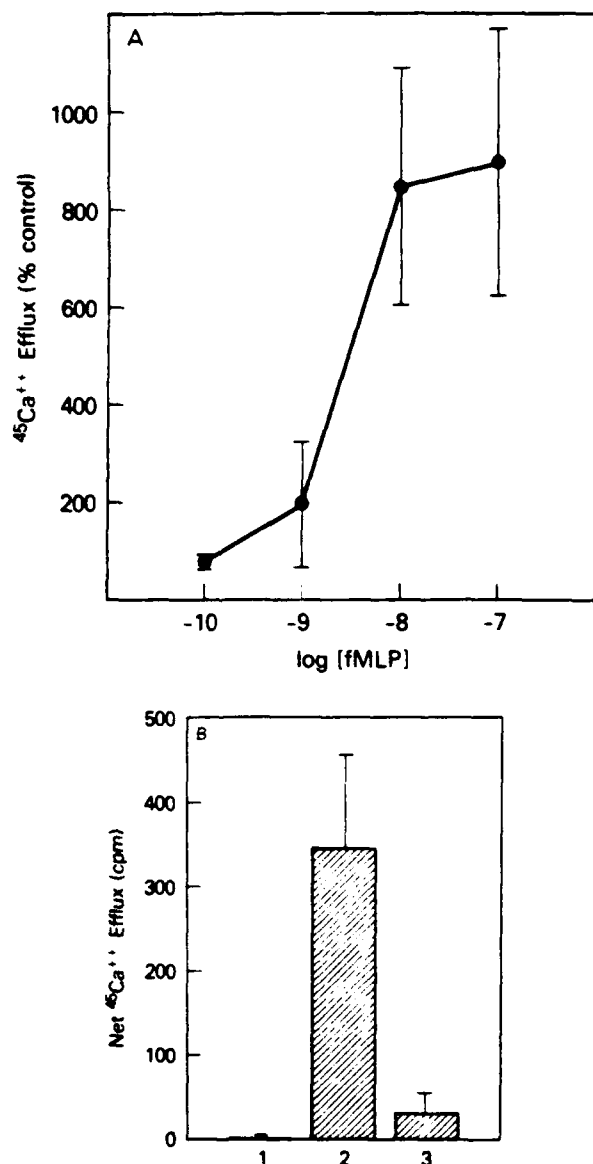 A
1000
800
600
400
200
⁴⁵Ca⁺⁺ Efflux (% control)
-10 -9 -8 -7
log [fMLP]
B
500
400
300
200
100
0
Net ⁴⁵Ca⁺⁺ Efflux (cpm)
1 2 3